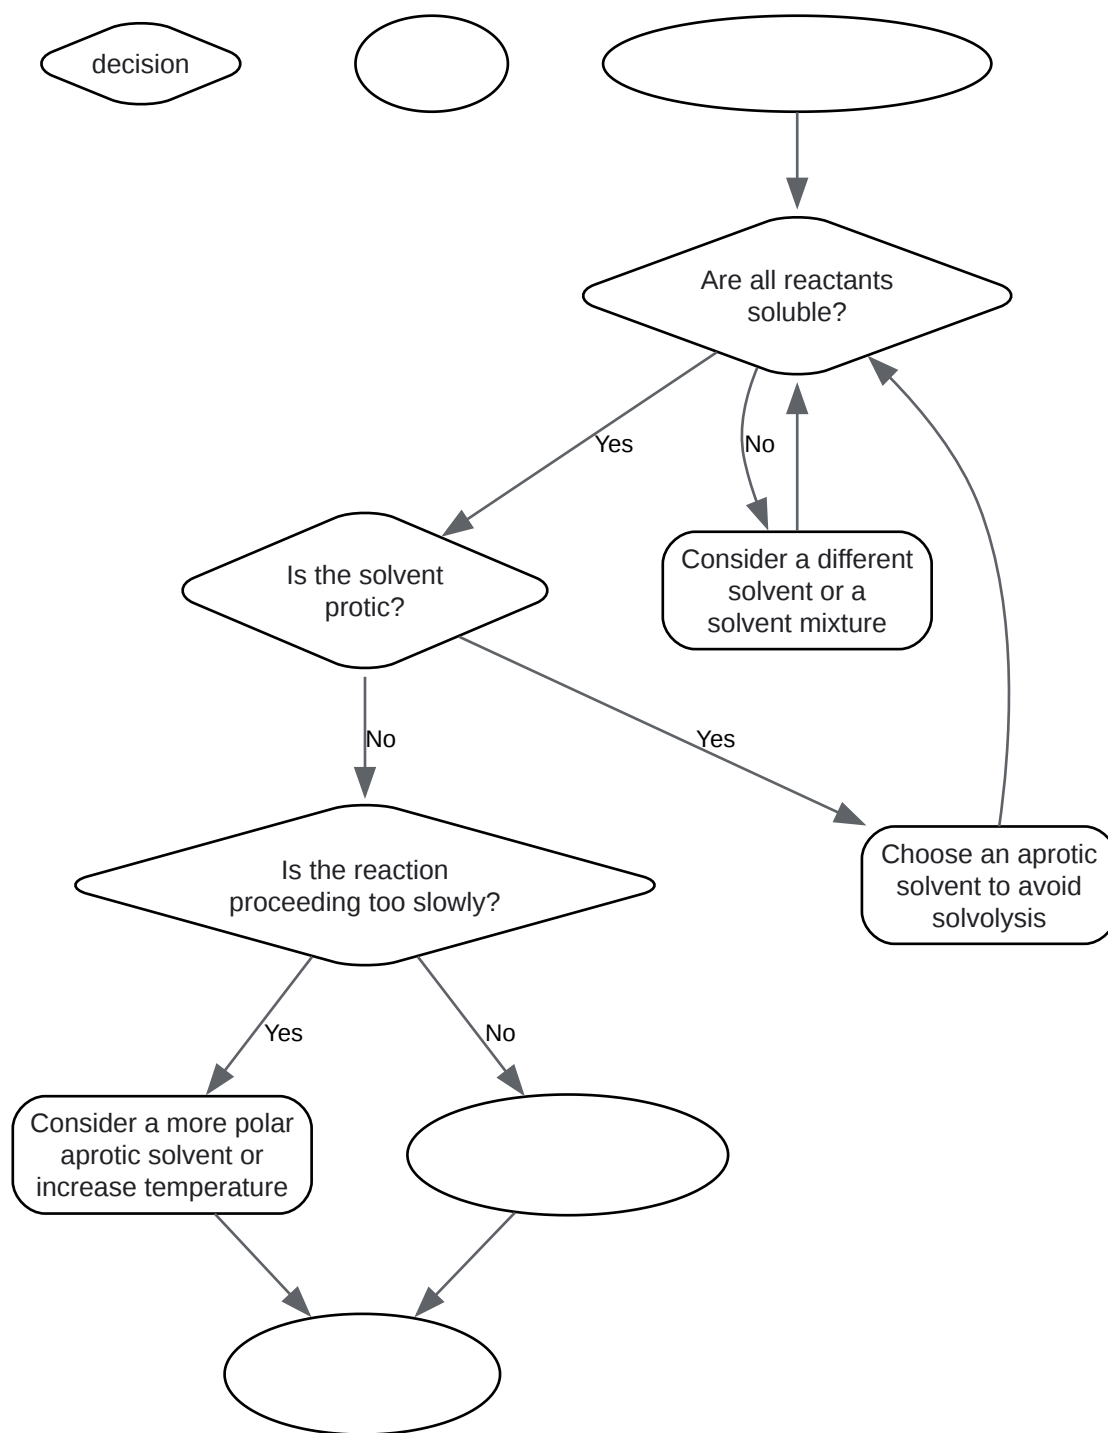 decision
Are all reactants
soluble?
Yes
No
Is the solvent
protic?
Consider a different
solvent or a
solvent mixture
No
Yes
Is the reaction
proceeding too slowly?
Choose an aprotic
solvent to avoid
solvolysis
Yes
No
Consider a more polar
aprotic solvent or
increase temperature